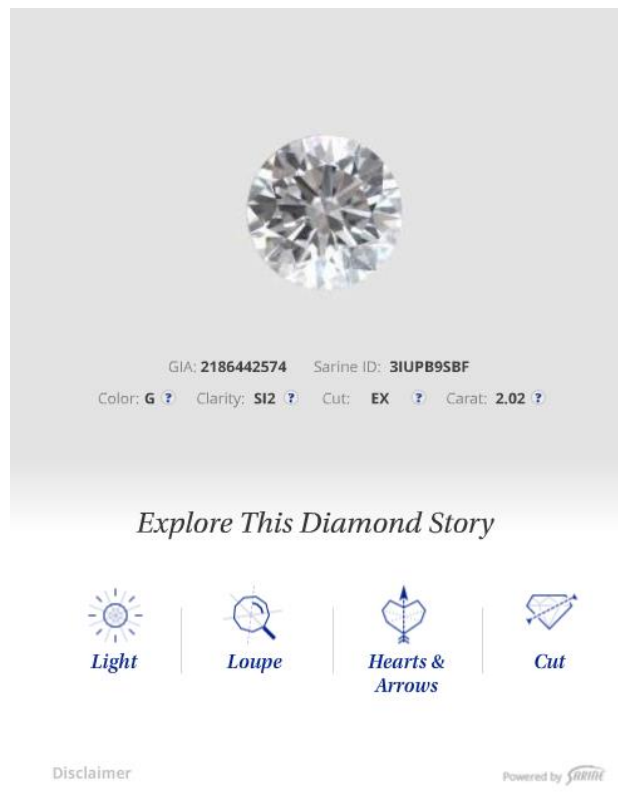 GIA: 2186442574 Sarine ID: 3IUPB9SBF
Color: G ? Clarity: SI2 ? Cut: EX ? Carat: 2.02 ?
Explore This Diamond Story
Light Loupe Hearts & Arrows Cut
Disclaimer Powered by SARINE